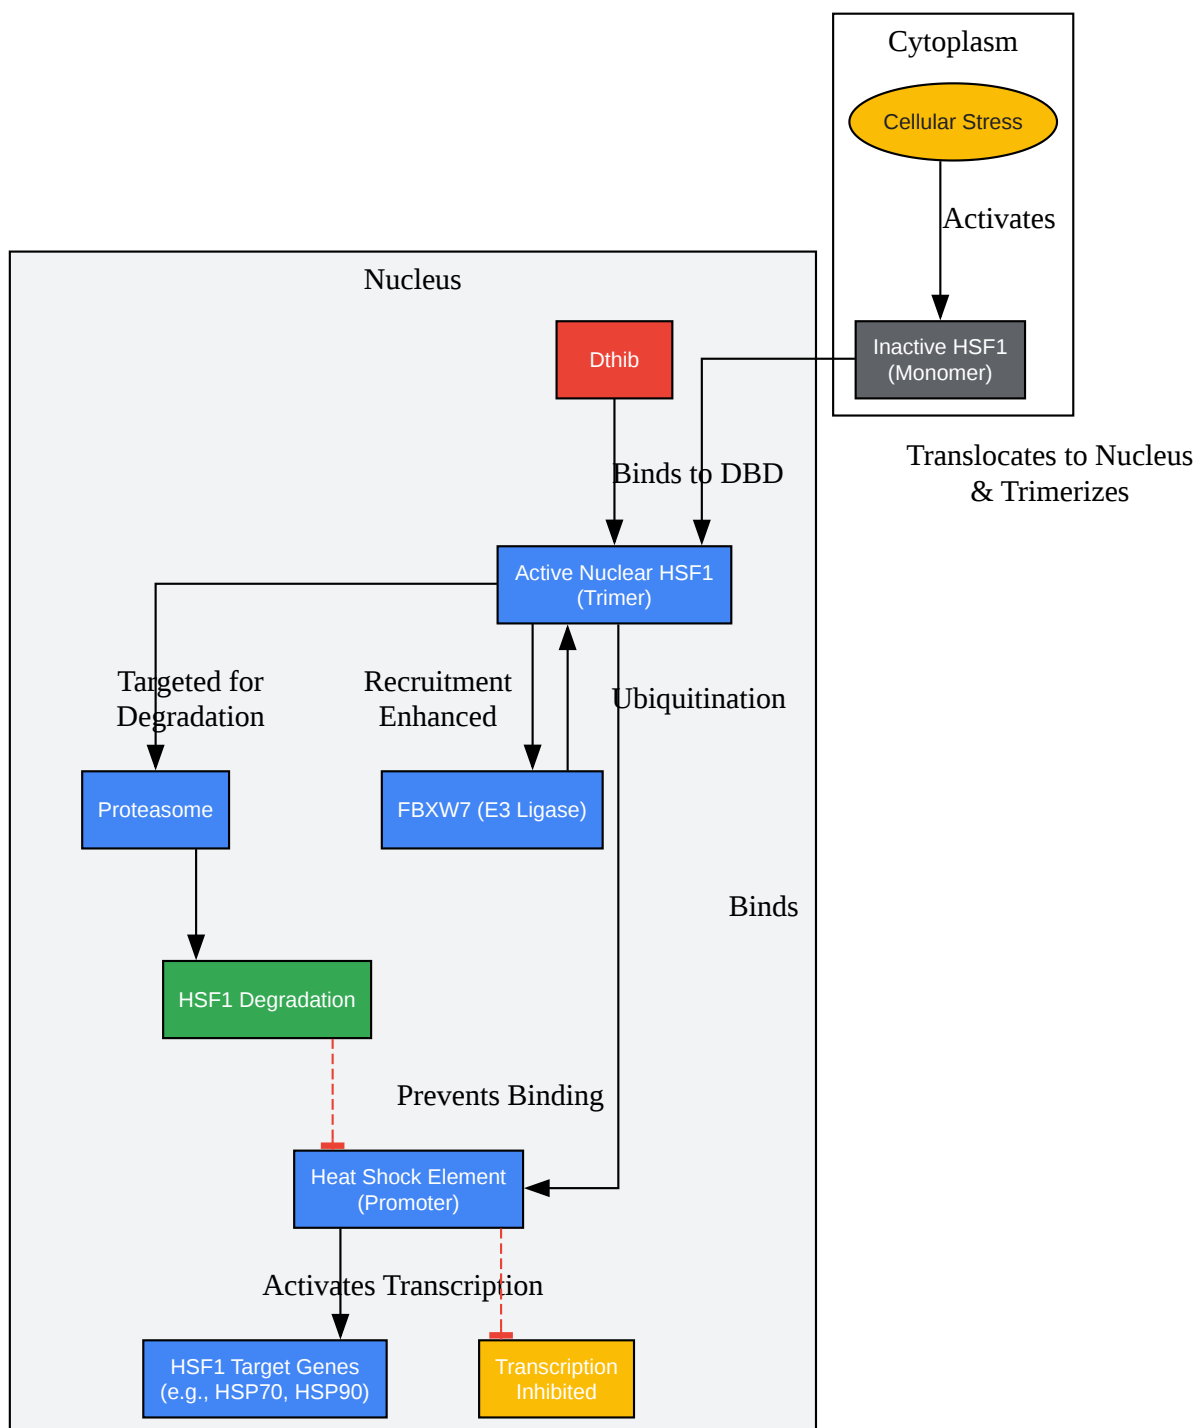 Cytoplasm
Cellular Stress
Activates
Nucleus
Dthib
Inactive HSF1
(Monomer)
Binds to DBD
Translocates to Nucleus
& Trimerizes
Active Nuclear HSF1
(Trimer)
Targeted for
Degradation
Recruitment
Enhanced
Ubiquitination
Proteasome
FBXW7 (E3 Ligase)
Binds
HSF1 Degradation
Prevents Binding
Heat Shock Element
(Promoter)
Activates Transcription
HSF1 Target Genes
(e.g., HSP70, HSP90)
Transcription
Inhibited